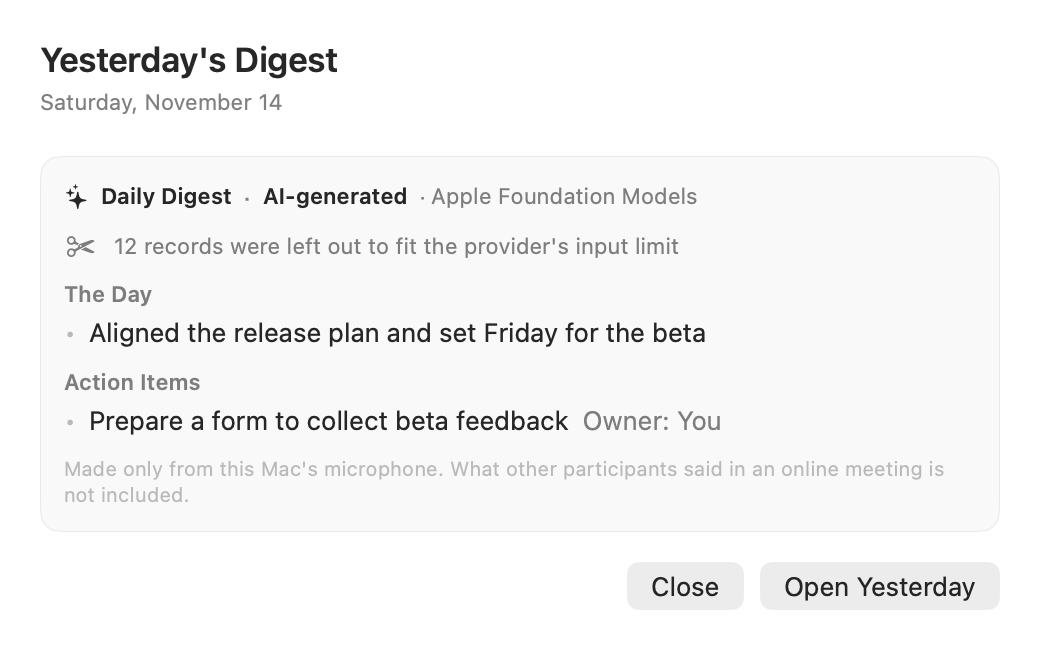 Yesterday's Digest
Saturday, November 14
Daily Digest · AI-generated · Apple Foundation Models
12 records were left out to fit the provider's input limit
The Day
• Aligned the release plan and set Friday for the beta
Action Items
• Prepare a form to collect beta feedback Owner: You
Made only from this Mac's microphone. What other participants said in an online meeting is
not included.
Close Open Yesterday